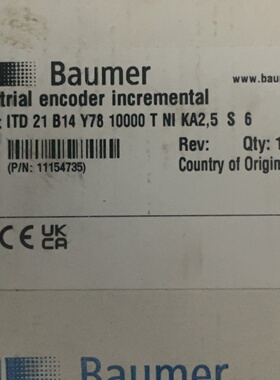 Baumer
www.bau
trial encoder incremental
: ITD 21 B14 Y78 10000 T NI KA2,5 S 6
Rev: Qty: 1
(P/N: 11154735) Country of Origin
CE UK CA
Baumer